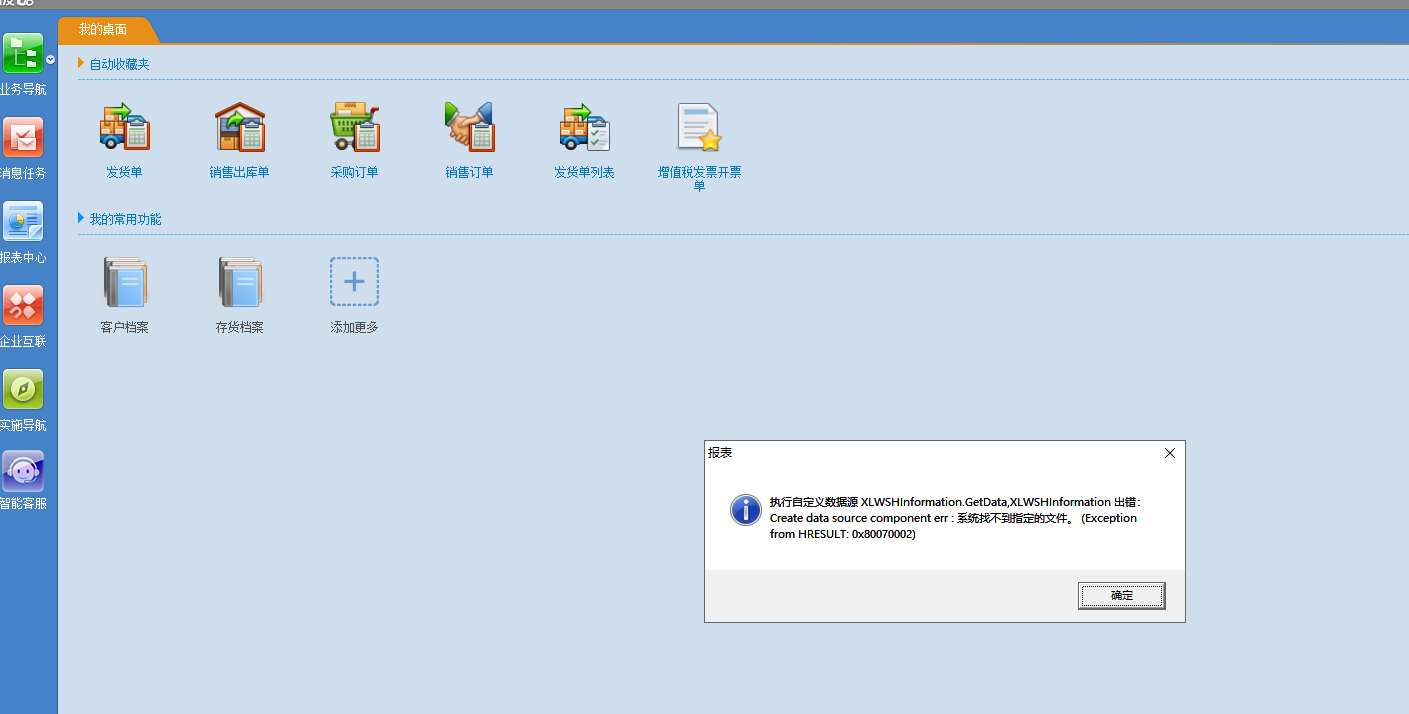 我的桌面
自动收藏夹
业务导航
发货单
销售出库单
采购订单
销售订单
发货单列表
增值税发票开票
单
消息任务
我的常用功能
报表中心
客户档案
存货档案
添加更多
企业互联
实施导航
智能客服
报表
执行自定义数据源 XLWSHInformation.GetData,XLWSHInformation 出错：
Create data source component err : 系统找不到指定的文件。 (Exception
from HRESULT: 0x80070002)
确定